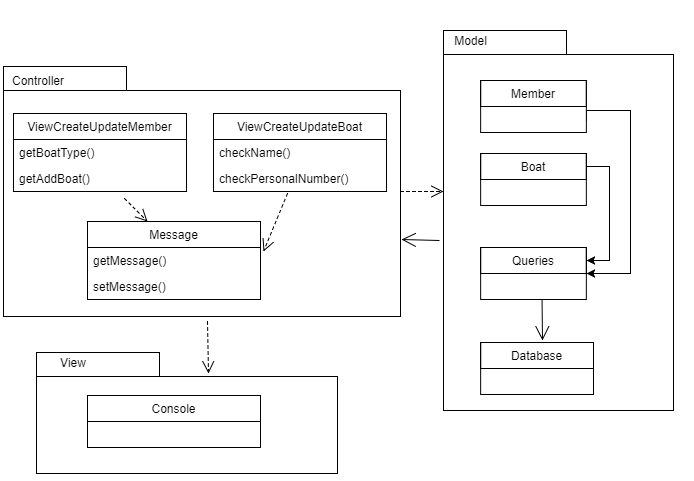 Controller
ViewCreateUpdateMember
getBoatType()
getAddBoat()
ViewCreateUpdateBoat
checkName()
checkPersonalNumber()
Message
getMessage()
setMessage()
Model
Member
Boat
Queries
Database
View
Console